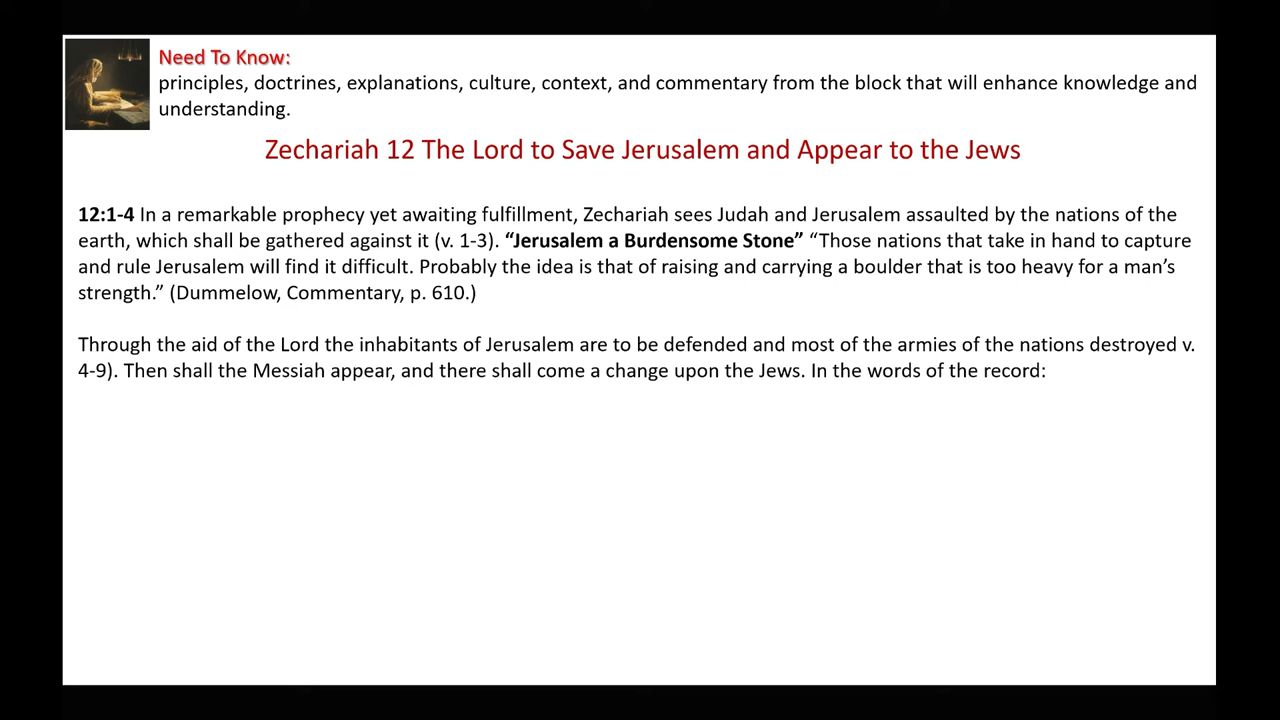 Need To Know:
principles, doctrines, explanations, culture, context, and commentary from the block that will enhance knowledge and
understanding.
Zechariah 12 The Lord to Save Jerusalem and Appear to the Jews
12:1-4 In a remarkable prophecy yet awaiting fulfillment, Zechariah sees Judah and Jerusalem assaulted by the nations of the
earth, which shall be gathered against it (v. 1-3). “Jerusalem a Burdensome Stone” “Those nations that take in hand to capture
and rule Jerusalem will find it difficult. Probably the idea is that of raising and carrying a boulder that is too heavy for a man’s
strength.” (Dummelow, Commentary, p. 610.)
Through the aid of the Lord the inhabitants of Jerusalem are to be defended and most of the armies of the nations destroyed v.
4-9). Then shall the Messiah appear, and there shall come a change upon the Jews. In the words of the record: